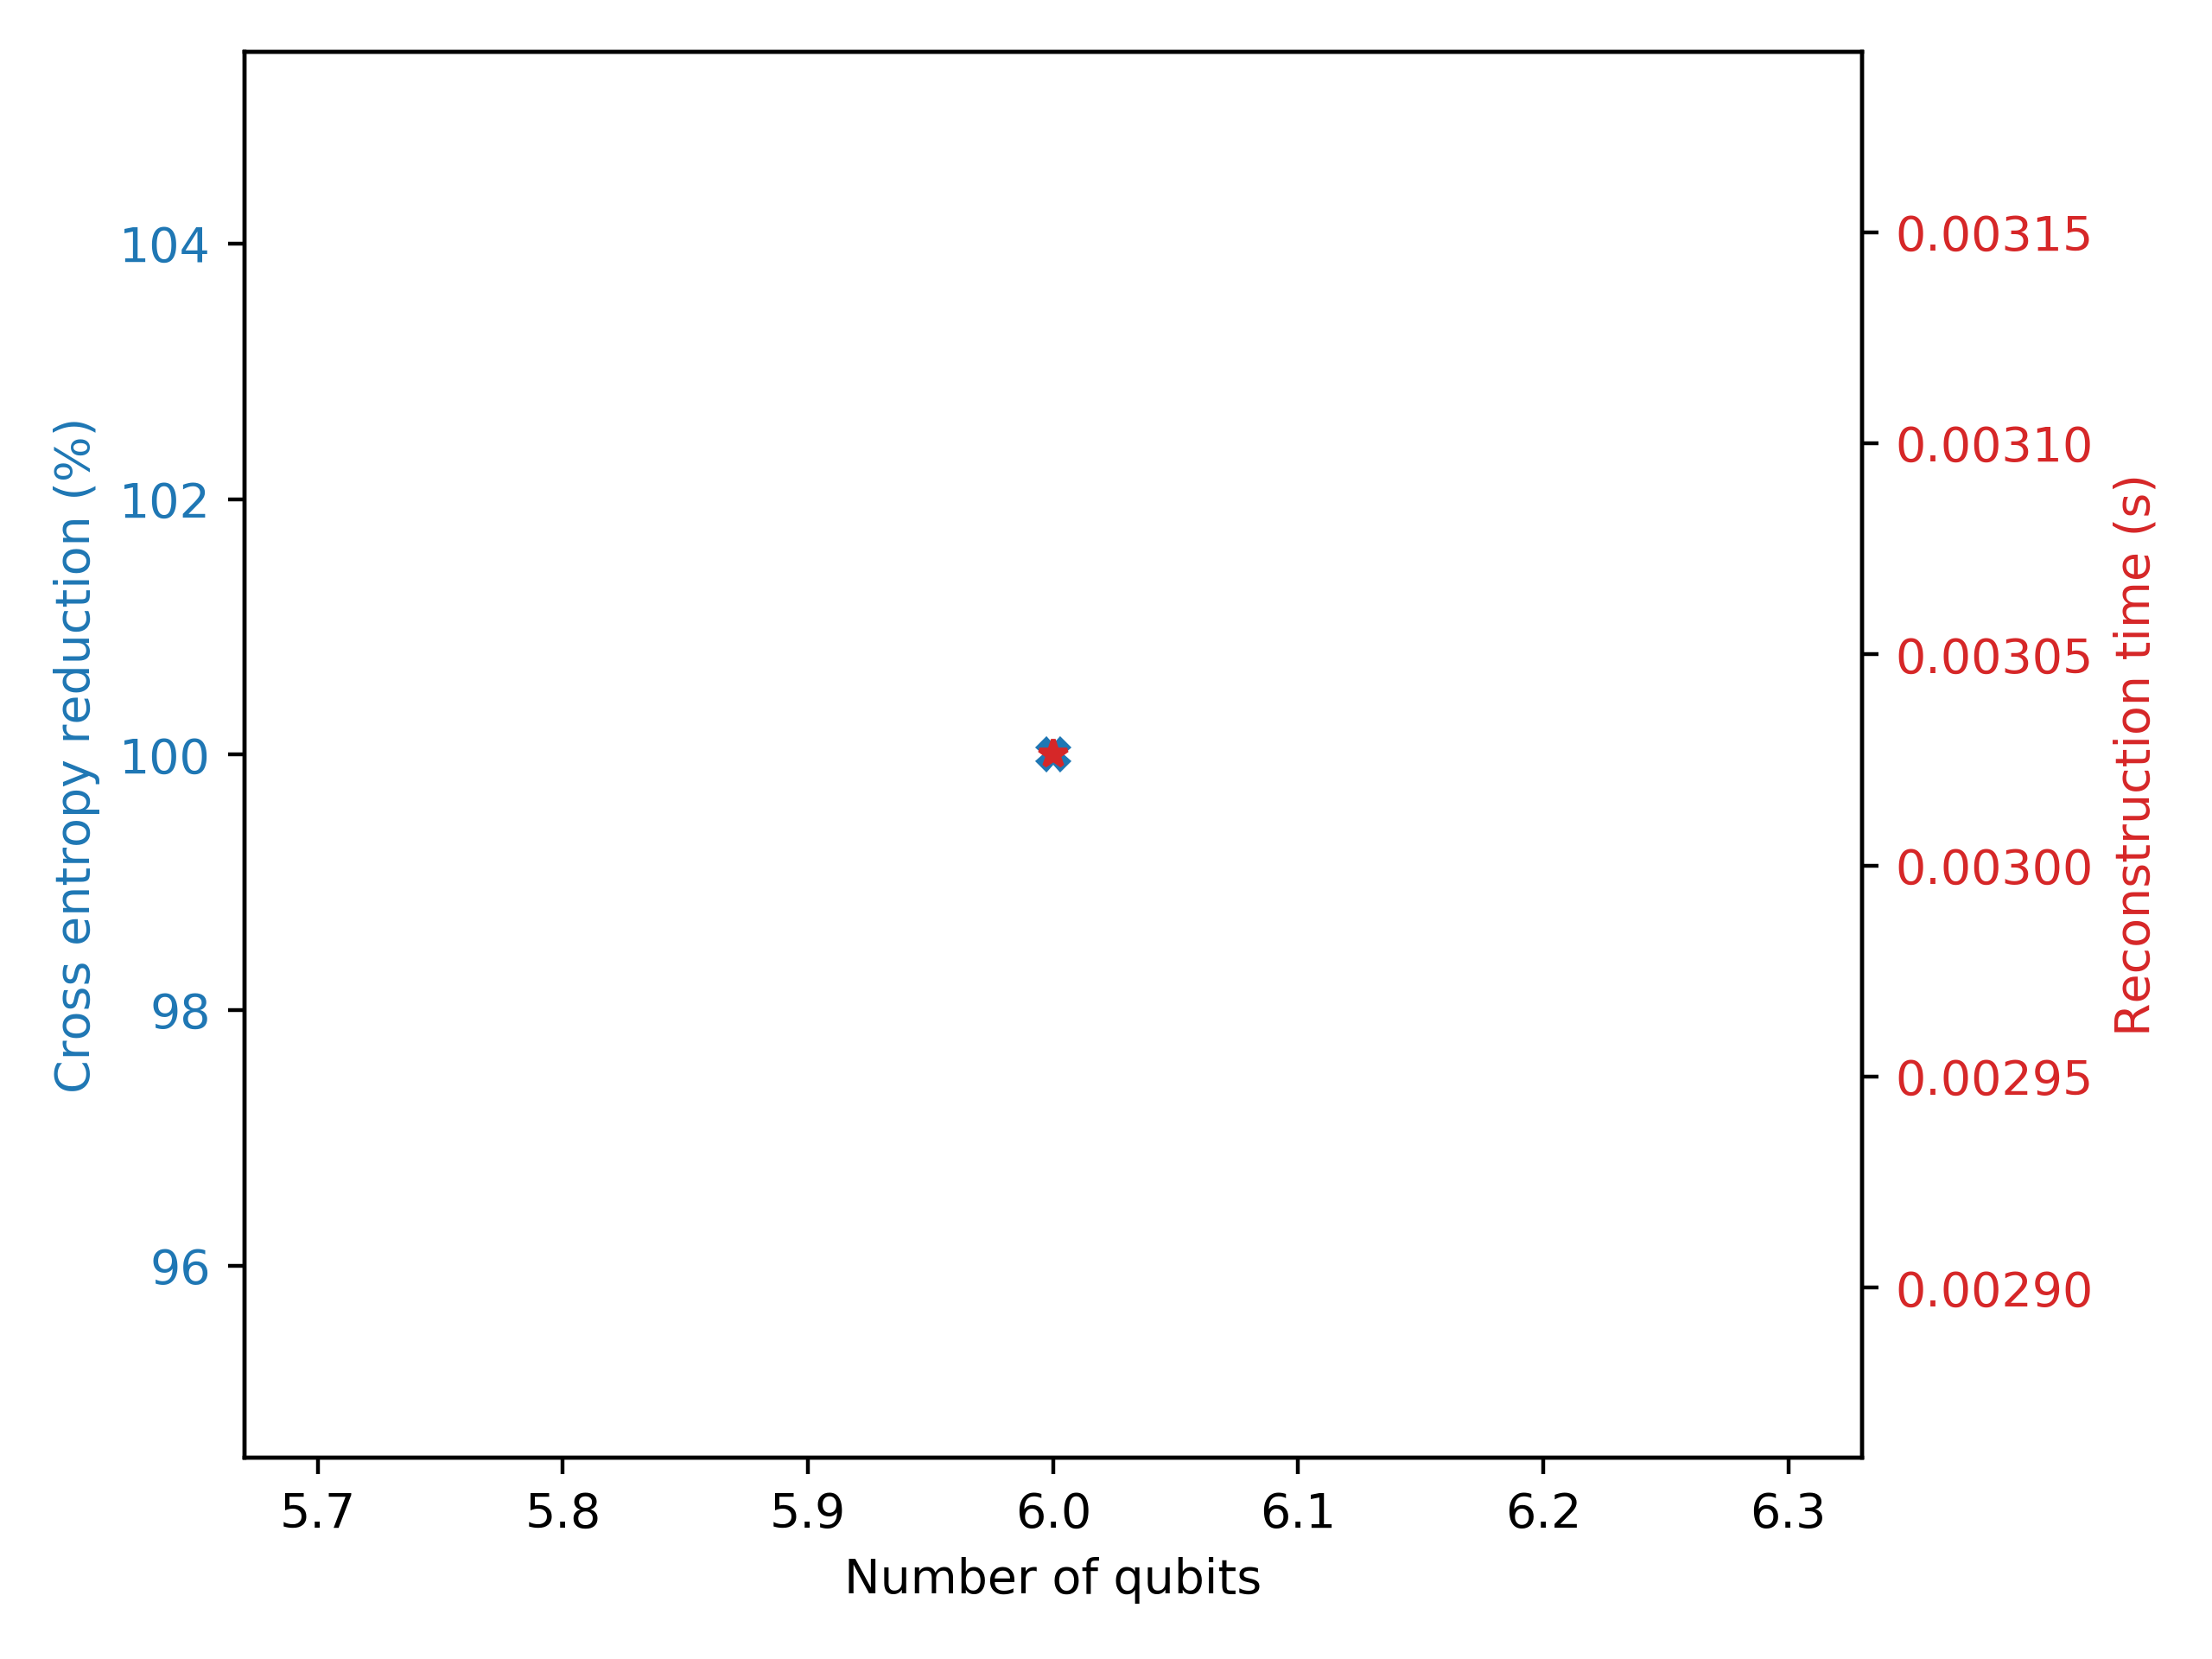 Cross entropy reduction (%)
104
102
100
98
96
0.00315
0.00310
0.00305
0.00300
0.00295
0.00290
Reconstruction time (s)
5.7 5.8 5.9 6.0 6.1 6.2 6.3
Number of qubits